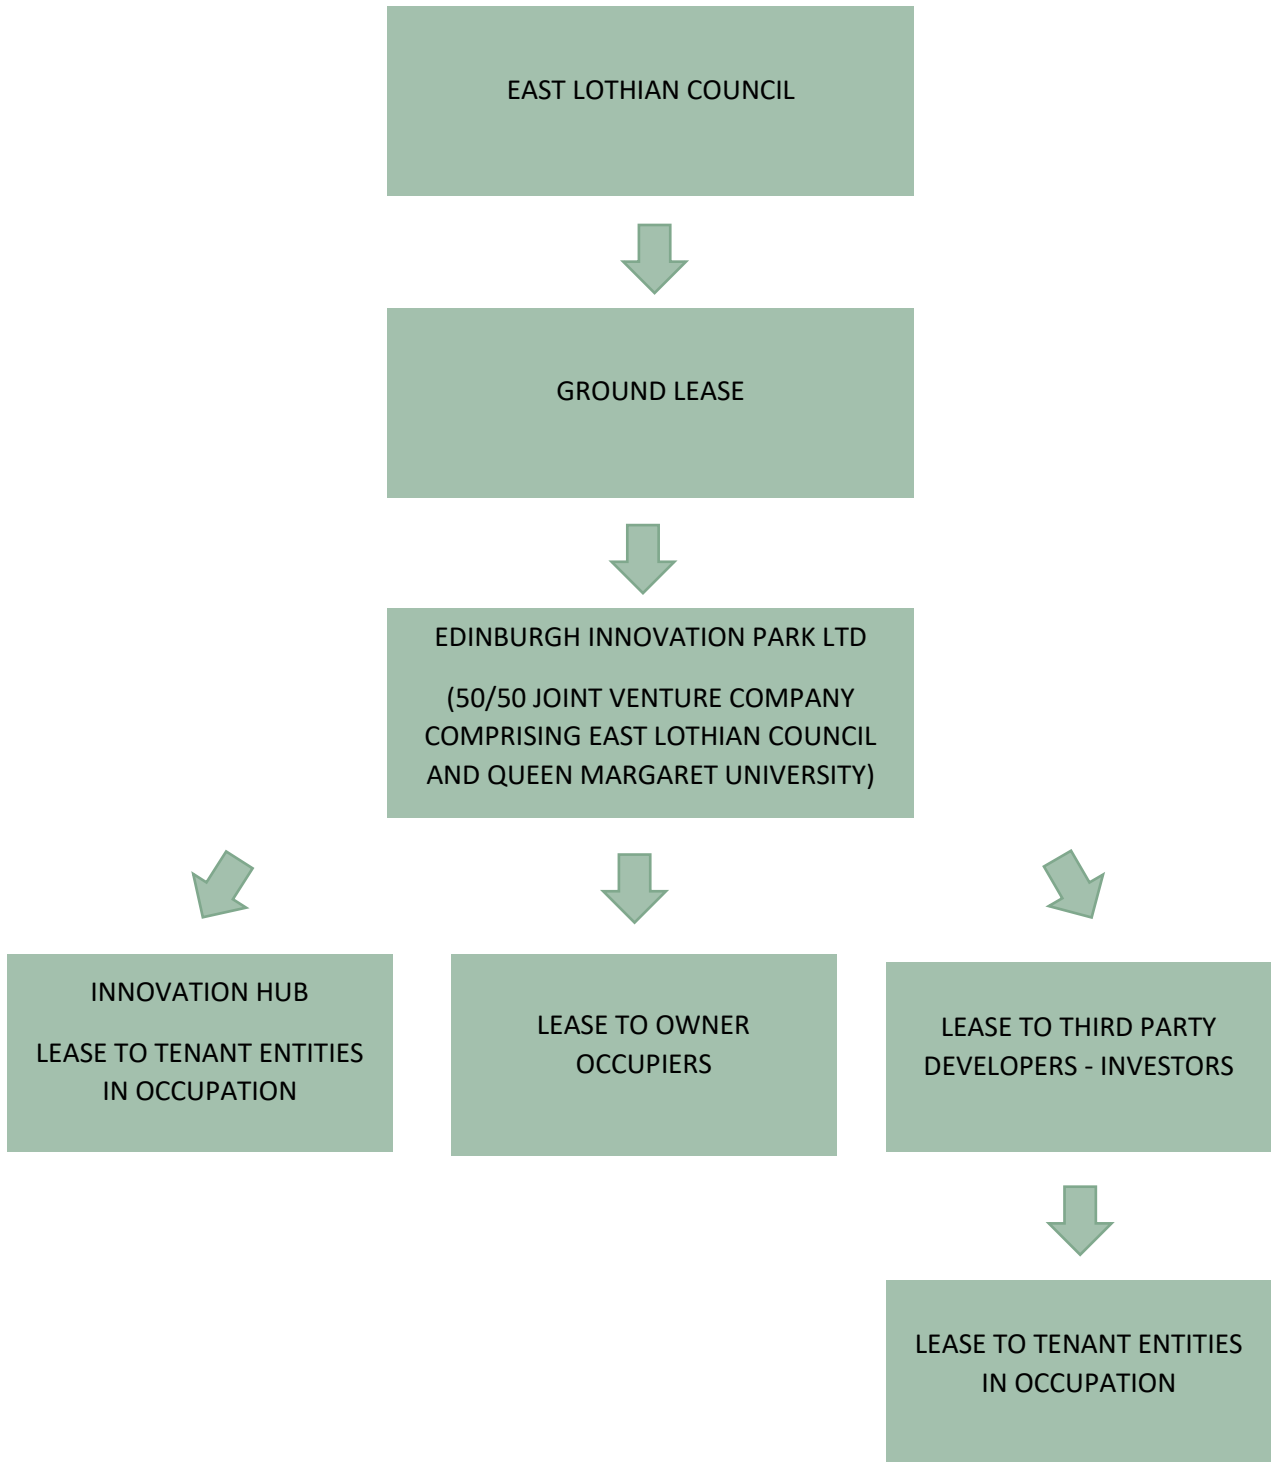 EAST LOTHIAN COUNCIL
GROUND LEASE
EDINBURGH INNOVATION PARK LTD
(50/50 JOINT VENTURE COMPANY
COMPRISING EAST LOTHIAN COUNCIL
AND QUEEN MARGARET UNIVERSITY)
INNOVATION HUB
LEASE TO TENANT ENTITIES
IN OCCUPATION
LEASE TO OWNER
OCCUPIERS
LEASE TO THIRD PARTY
DEVELOPERS - INVESTORS
LEASE TO TENANT ENTITIES
IN OCCUPATION